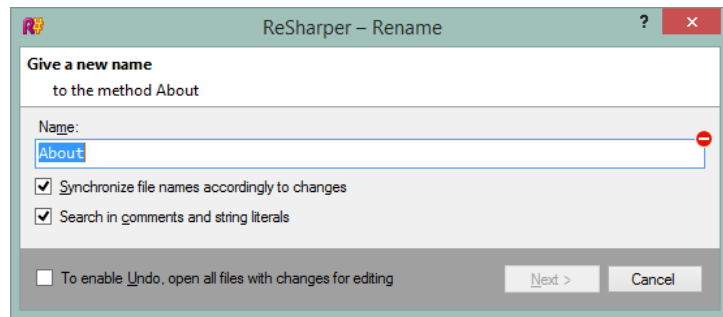 R#
ReSharper – Rename
?
Give a new name
to the method About
Name:
About
Synchronize file names accordingly to changes
Search in comments and string literals
To enable Undo, open all files with changes for editing
Next >
Cancel